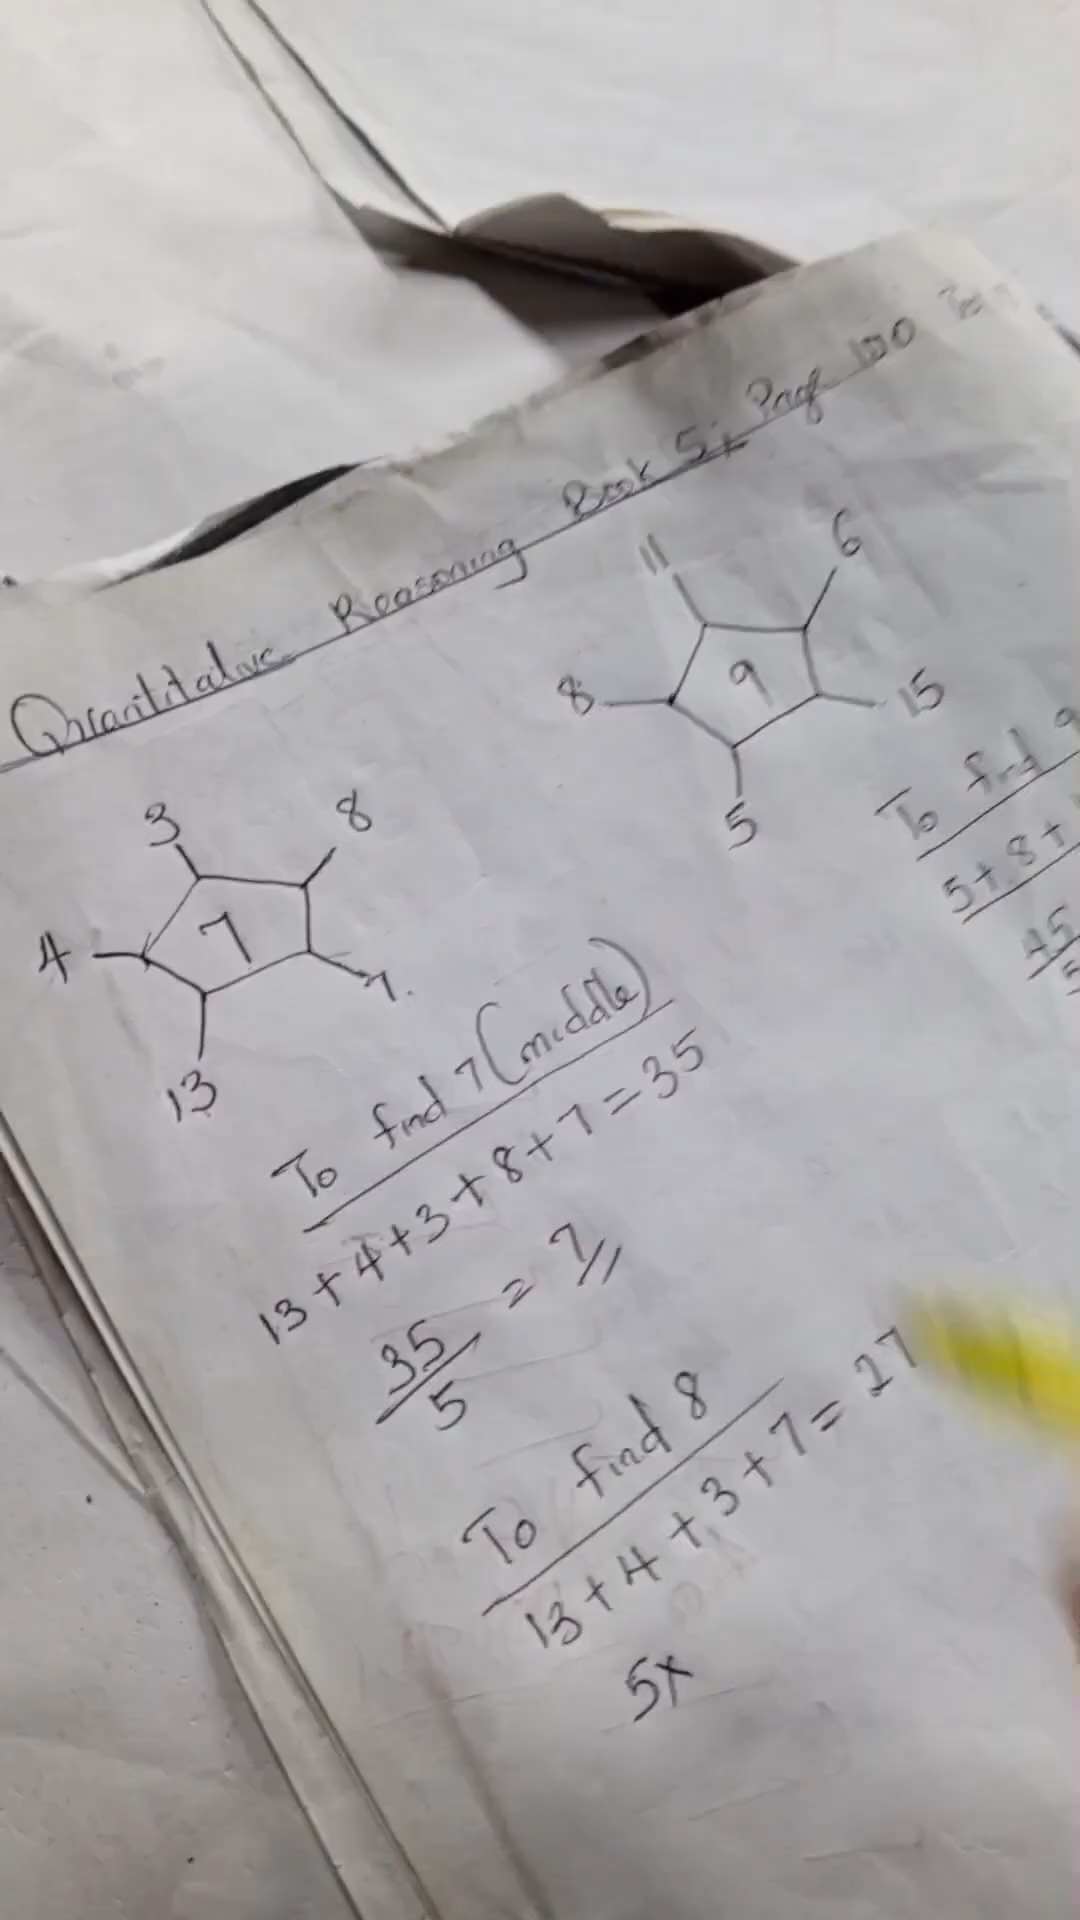 Quantitative Reasoning Book 5; Page 100
11
6
8
9
15
5
3
8
4
7
7.
13
To find 9
5+8+
45
5
To find 7 (middle)
13+4+3+8+7=35
35/5 = 7
To find 8
13+4+3+7=27
5x